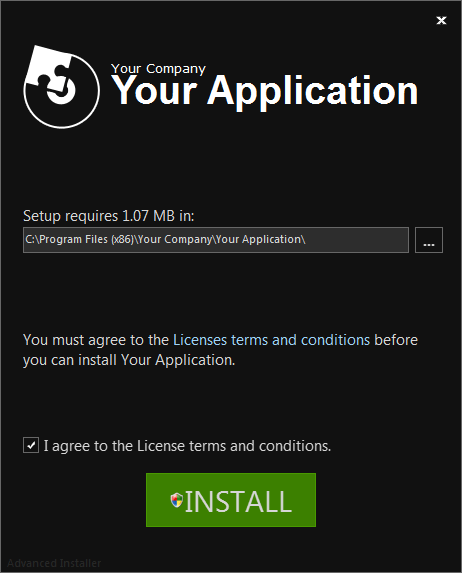 Your Company
Your Application
Setup requires 1.07 MB in:
C:\Program Files (x86)\Your Company\Your Application\
...
You must agree to the Licenses terms and conditions before
you can install Your Application.
I agree to the License terms and conditions.
INSTALL
Advanced Installer